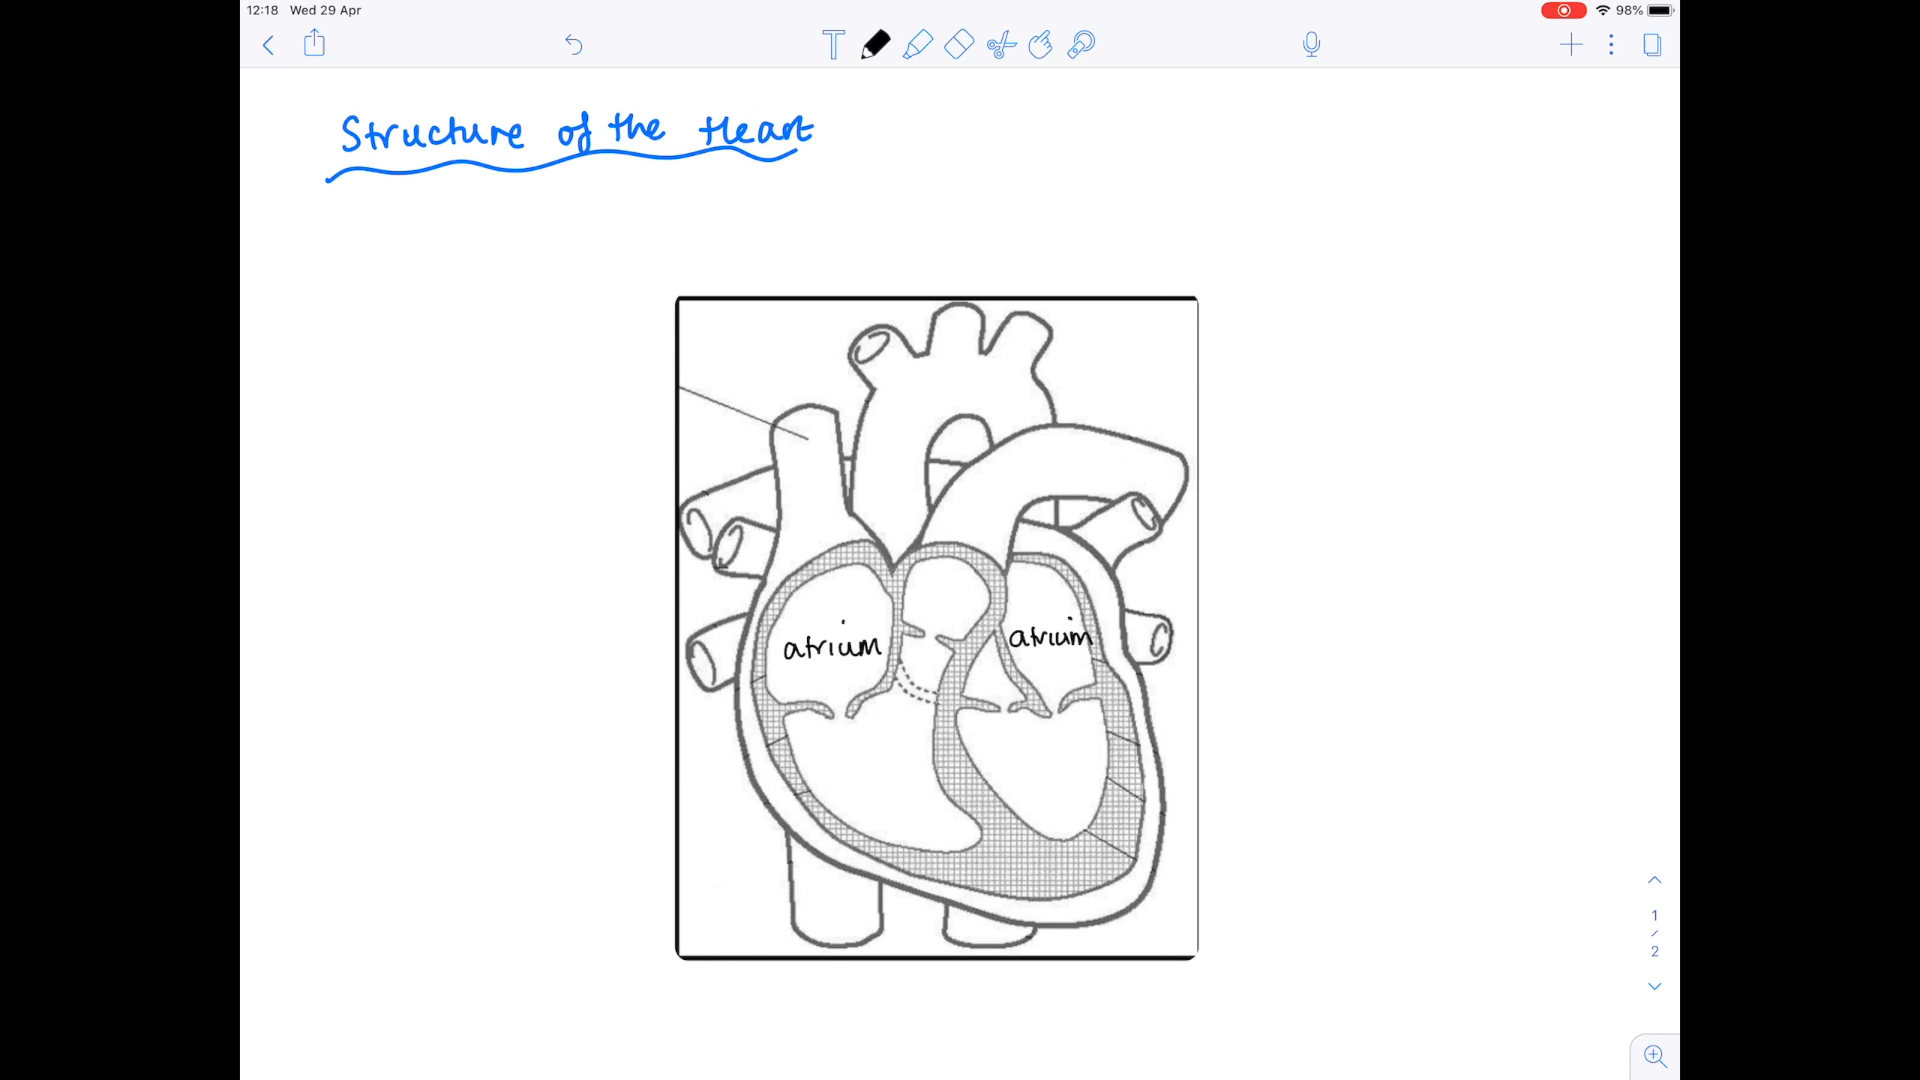 12:18 Wed 29 Apr
98%
T
Structure of the Heart
atrium
atrium
1
/
2